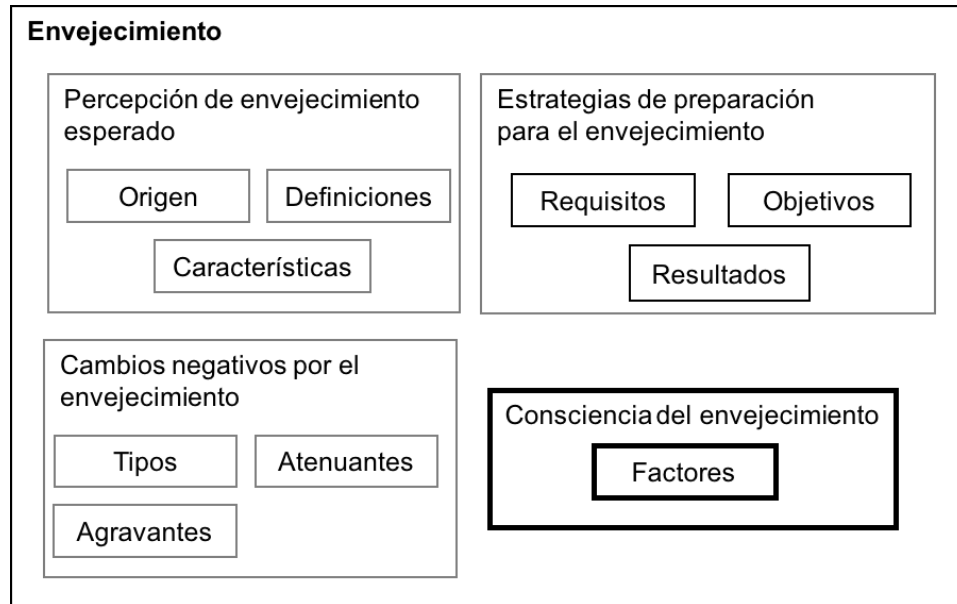 Envejecimiento
Percepción de envejecimiento
esperado
Origen
Definiciones
Características
Estrategias de preparación
para el envejecimiento
Requisitos
Objetivos
Resultados
Cambios negativos por el
envejecimiento
Tipos
Atenuantes
Agravantes
Consciencia del envejecimiento
Factores